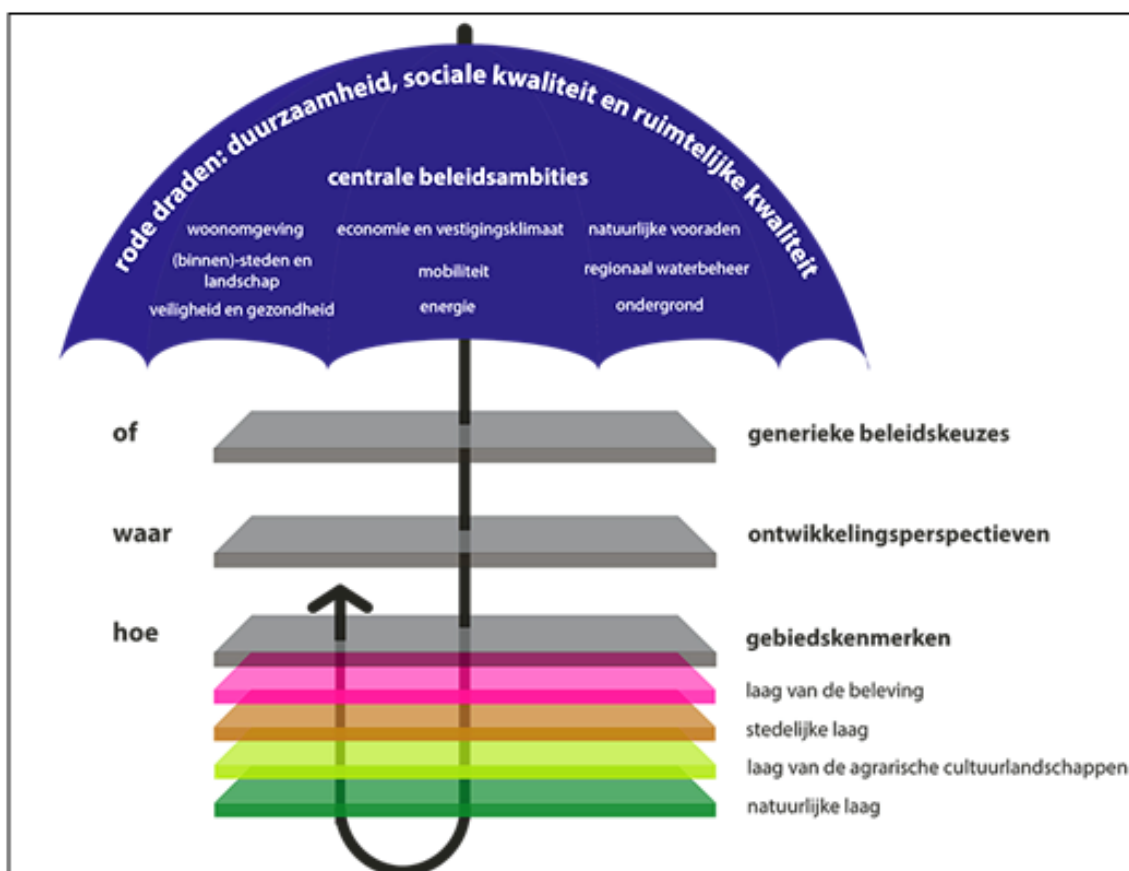 rode draden: duurzaamheid, sociale kwaliteit en ruimtelijke kwaliteit
centrale beleidsambities
woonomgeving
(binnen)-steden en
landschap
veiligheid en gezondheid
economie en vestigingsklimaat
mobiliteit
energie
natuurlijke vooraden
regionaal waterbeheer
ondergrond
of
generieke beleidskeuzes
waar
ontwikkelingsperspectieven
hoe
gebiedskenmerken
laag van de beleving
stedelijke laag
laag van de agrarische cultuurlandschappen
natuurlijke laag